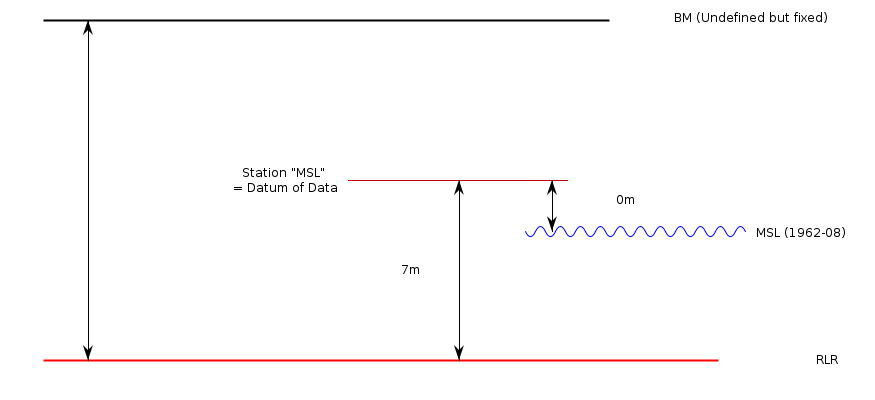 BM (Undefined but fixed)
Station "MSL"
= Datum of Data
0m
MSL (1962-08)
7m
RLR